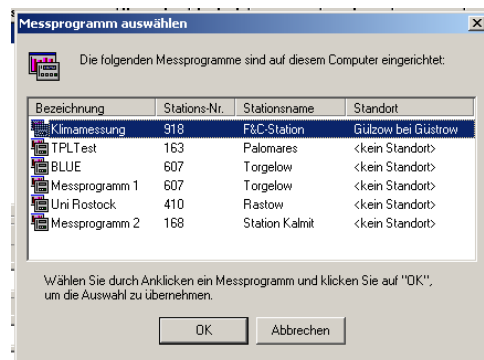 Messprogramm auswählen
Die folgenden Messprogramme sind auf diesem Computer eingerichtet:
Bezeichnung Stations-Nr. Stationsname Standort
Klimamessung 918 F&C-Station Gülzow bei Güstrow
TPLTest 163 Palomares <kein Standort>
BLUE 607 Torgelow <kein Standort>
Messprogramm 1 607 Torgelow <kein Standort>
Uni Rostock 410 Rastow <kein Standort>
Messprogramm 2 168 Station Kalmit <kein Standort>
Wählen Sie durch Anklicken ein Messprogramm und klicken Sie auf "OK",
um die Auswahl zu übernehmen.
OK Abbrechen